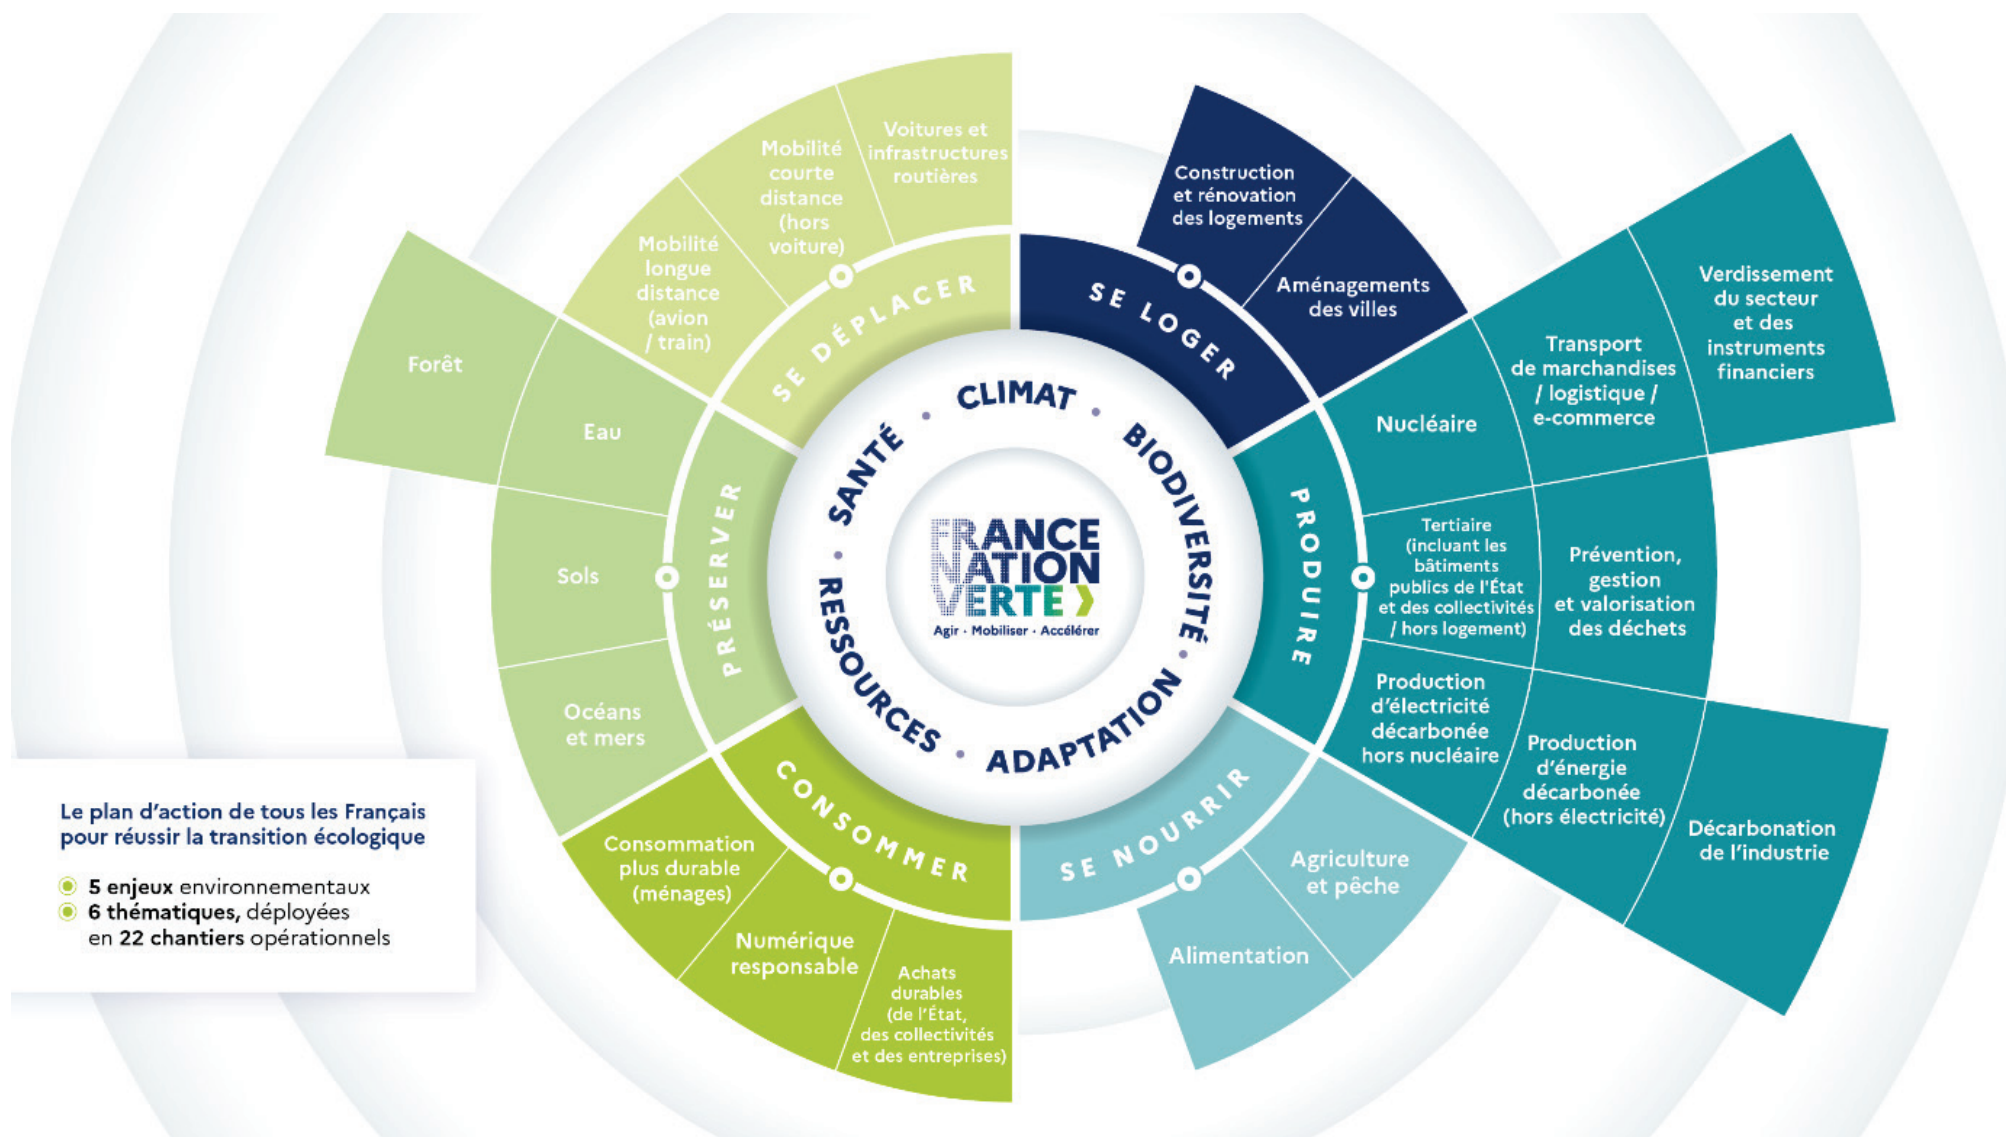 Voitures et
infrastructures
routières
Mobilité
courte
distance
(hors
voiture)
Mobilité
longue
distance
(avion
/ train)
SE DÉPLACER
Construction
et rénovation
des logements
Aménagements
des villes
SE LOGER
Verdissement
du secteur
et des
instruments
financiers
Transport
de marchandises
/ logistique /
e-commerce
Nucléaire
Tertiaire
(incluant les
bâtiments
publics de l'État
et des collectivités
/ hors logement)
Prévention,
gestion
et valorisation
des déchets
Production
d'électricité
décarbonée
hors nucléaire
Production
d'énergie
décarbonée
(hors électricité)
Décarbonation
de l'industrie
PRODUIRE
Agriculture
et pêche
Alimentation
SE NOURRIR
Achats
durables
(de l'État,
des collectivités
et des entreprises)
Numérique
responsable
Consommation
plus durable
(ménages)
CONSOMMER
Océans
et mers
Sols
Eau
Forêt
PRÉSERVER
CLIMAT · BIODIVERSITÉ · ADAPTATION · RESSOURCES · SANTÉ ·
FRANCE
NATION
VERTE
Agir · Mobiliser · Accélérer
Le plan d'action de tous les Français
pour réussir la transition écologique
5 enjeux environnementaux
6 thématiques, déployées
en 22 chantiers opérationnels